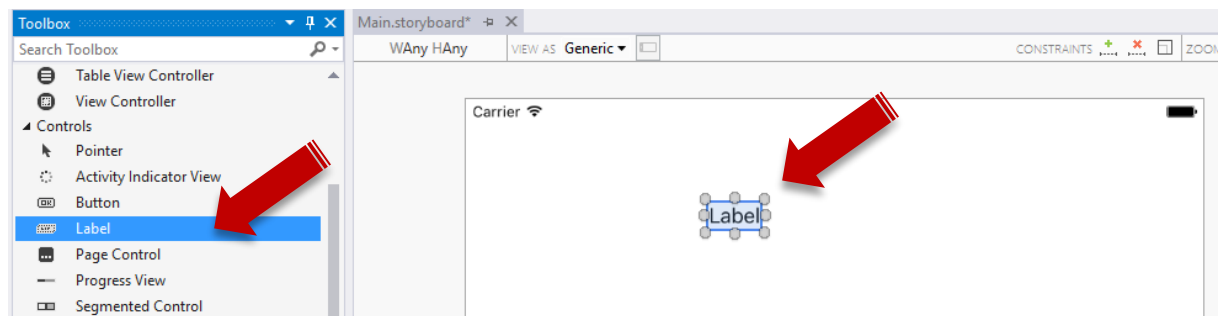 Toolbox
Search Toolbox
Table View Controller
View Controller
Controls
Pointer
Activity Indicator View
Button
Label
Page Control
Progress View
Segmented Control
Main.storyboard*
WAny HAny
VIEW AS Generic
CONSTRAINTS
ZOOM
Carrier
Label